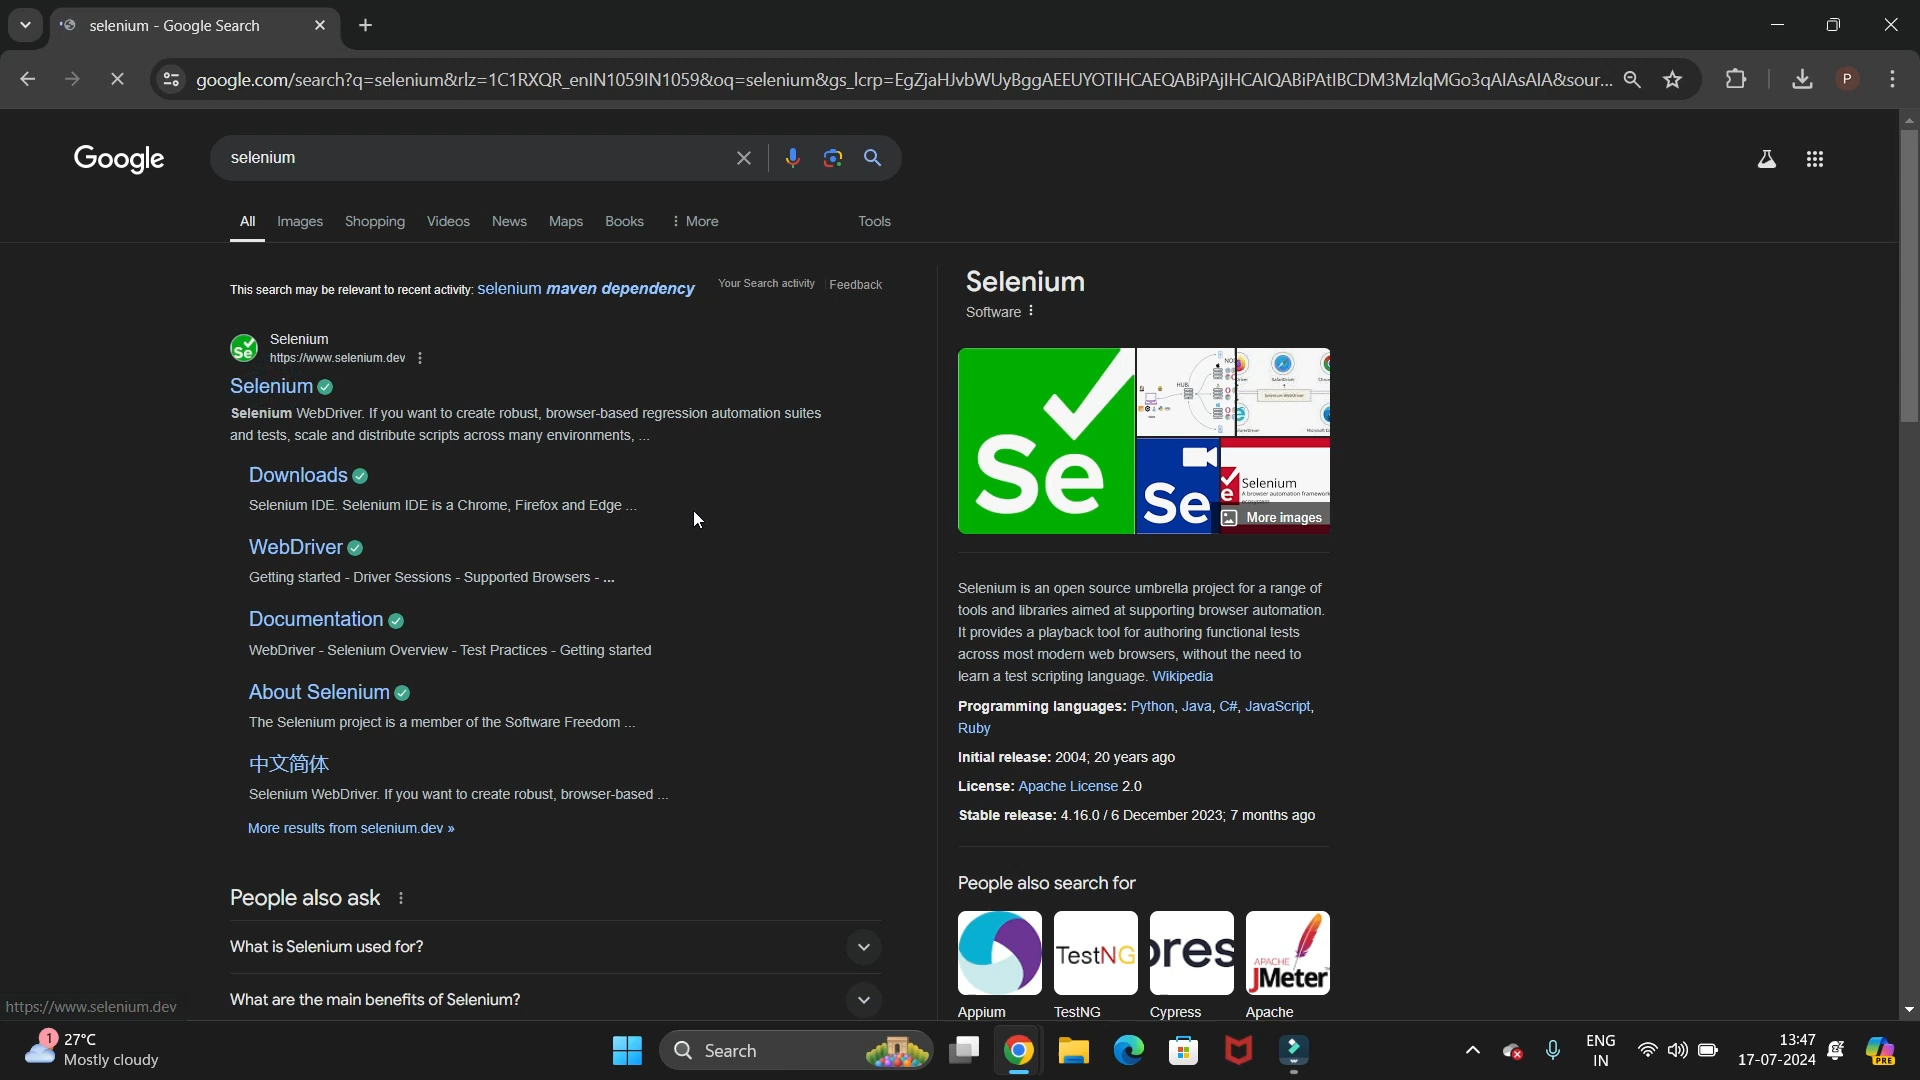 selenium - Google Search
google.com/search?q=selenium&rlz=1C1RXQR_enIN1059IN1059&oq=selenium&gs_lcrp=EgZjaHJvbWUyBggAEEUYOTIHCAEQABiPAjIHCAIQABiPAtIBCDM3MzlqMGo3qAIAsAIA&sour...
P
Google
selenium
All Images Shopping Videos News Maps Books More Tools
This search may be relevant to recent activity: selenium maven dependency
Your Search activity Feedback
Selenium
https://www.selenium.dev
Selenium
Selenium WebDriver. If you want to create robust, browser-based regression automation suites
and tests, scale and distribute scripts across many environments, ...
Downloads
Selenium IDE. Selenium IDE is a Chrome, Firefox and Edge ...
WebDriver
Getting started - Driver Sessions - Supported Browsers - ...
Documentation
WebDriver - Selenium Overview - Test Practices - Getting started
About Selenium
The Selenium project is a member of the Software Freedom ...
中文简体
Selenium WebDriver. If you want to create robust, browser-based ...
More results from selenium.dev »
People also ask
What is Selenium used for?
What are the main benefits of Selenium?
https://www.selenium.dev
Selenium
Software
Se
HUB
Se
Selenium
More images
Selenium is an open source umbrella project for a range of
tools and libraries aimed at supporting browser automation.
It provides a playback tool for authoring functional tests
across most modern web browsers, without the need to
learn a test scripting language. Wikipedia
Programming languages: Python, Java, C#, JavaScript,
Ruby
Initial release: 2004; 20 years ago
License: Apache License 2.0
Stable release: 4.16.0 / 6 December 2023; 7 months ago
People also search for
TestNG
pres
APACHE
JMeter
Appium TestNG Cypress Apache
1
27°C
Mostly cloudy
Search
ENG
IN
13:47
17-07-2024
PRE